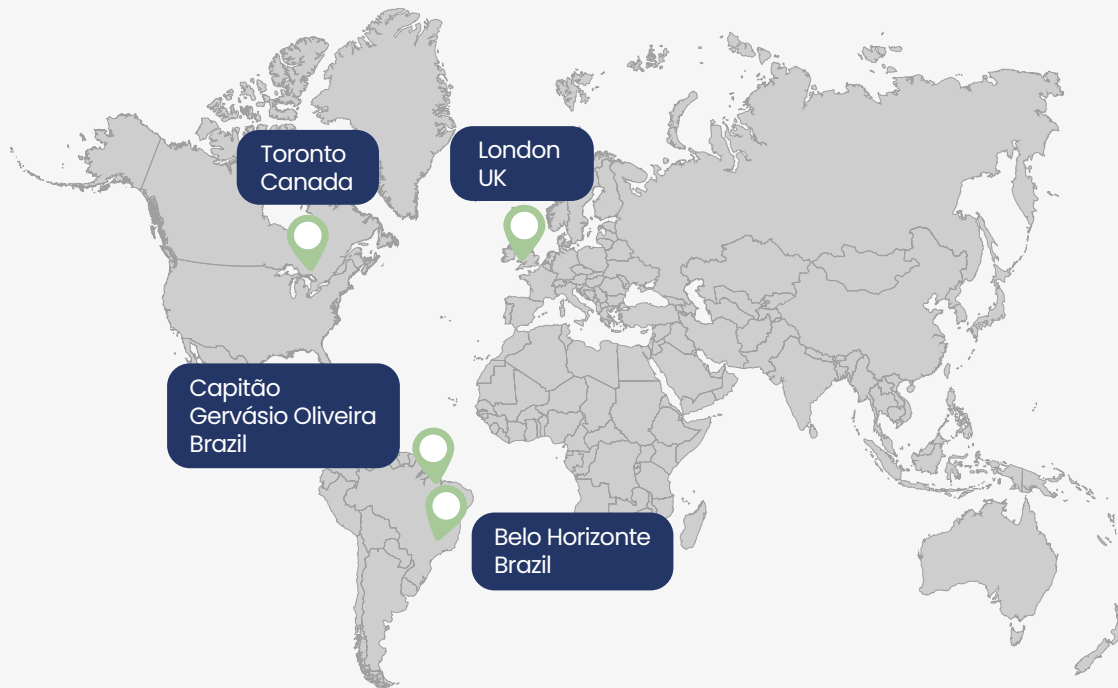 Toronto
Canada
London
UK
Capitão
Gervásio Oliveira
Brazil
Belo Horizonte
Brazil